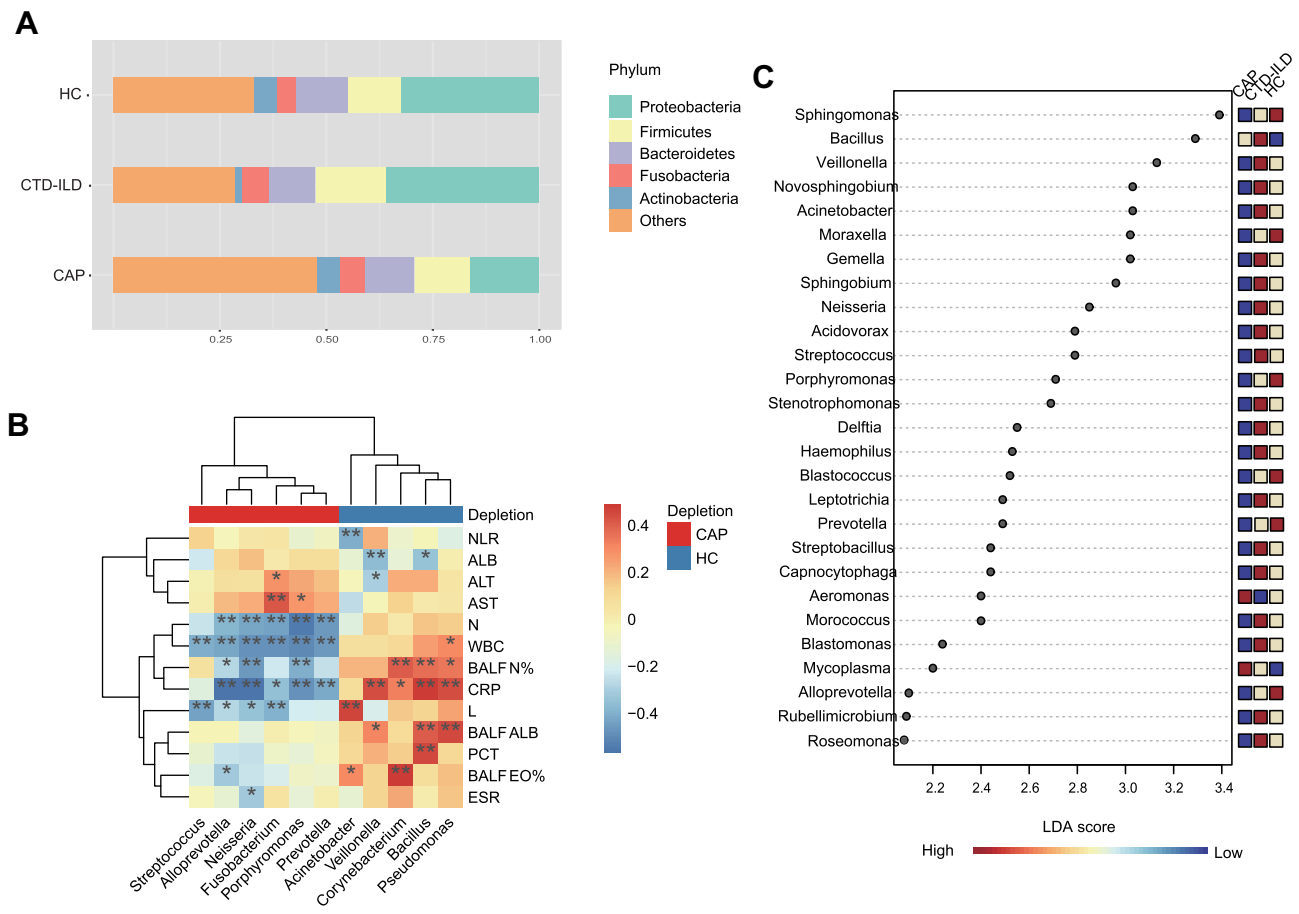 A
HC
CTD-ILD
CAP
0.25 0.50 0.75 1.00
Phylum
Proteobacteria
Firmicutes
Bacteroidetes
Fusobacteria
Actinobacteria
Others
B
Depletion
NLR
** 
ALB
** *
ALT
* *
AST
** *
N
** ** ** ** **
WBC
** ** ** ** ** ** *
BALF N%
* ** ** ** ** *
CRP
** ** * ** ** ** * ** **
L
** * * ** **
BALF ALB
* ** **
PCT
**
BALF EO%
* * **
ESR
*
Streptococcus
Alloprevotella
Neisseria
Fusobacterium
Porphyromonas
Prevotella
Acinetobacter
Veillonella
Corynebacterium
Bacillus
Pseudomonas
0.4
0.2
0
−0.2
−0.4
Depletion
CAP
HC
C
CAP
CTD-ILD
HC
Sphingomonas
Bacillus
Veillonella
Novosphingobium
Acinetobacter
Moraxella
Gemella
Sphingobium
Neisseria
Acidovorax
Streptococcus
Porphyromonas
Stenotrophomonas
Delftia
Haemophilus
Blastococcus
Leptotrichia
Prevotella
Streptobacillus
Capnocytophaga
Aeromonas
Morococcus
Blastomonas
Mycoplasma
Alloprevotella
Rubellimicrobium
Roseomonas
2.2 2.4 2.6 2.8 3.0 3.2 3.4
LDA score
High Low